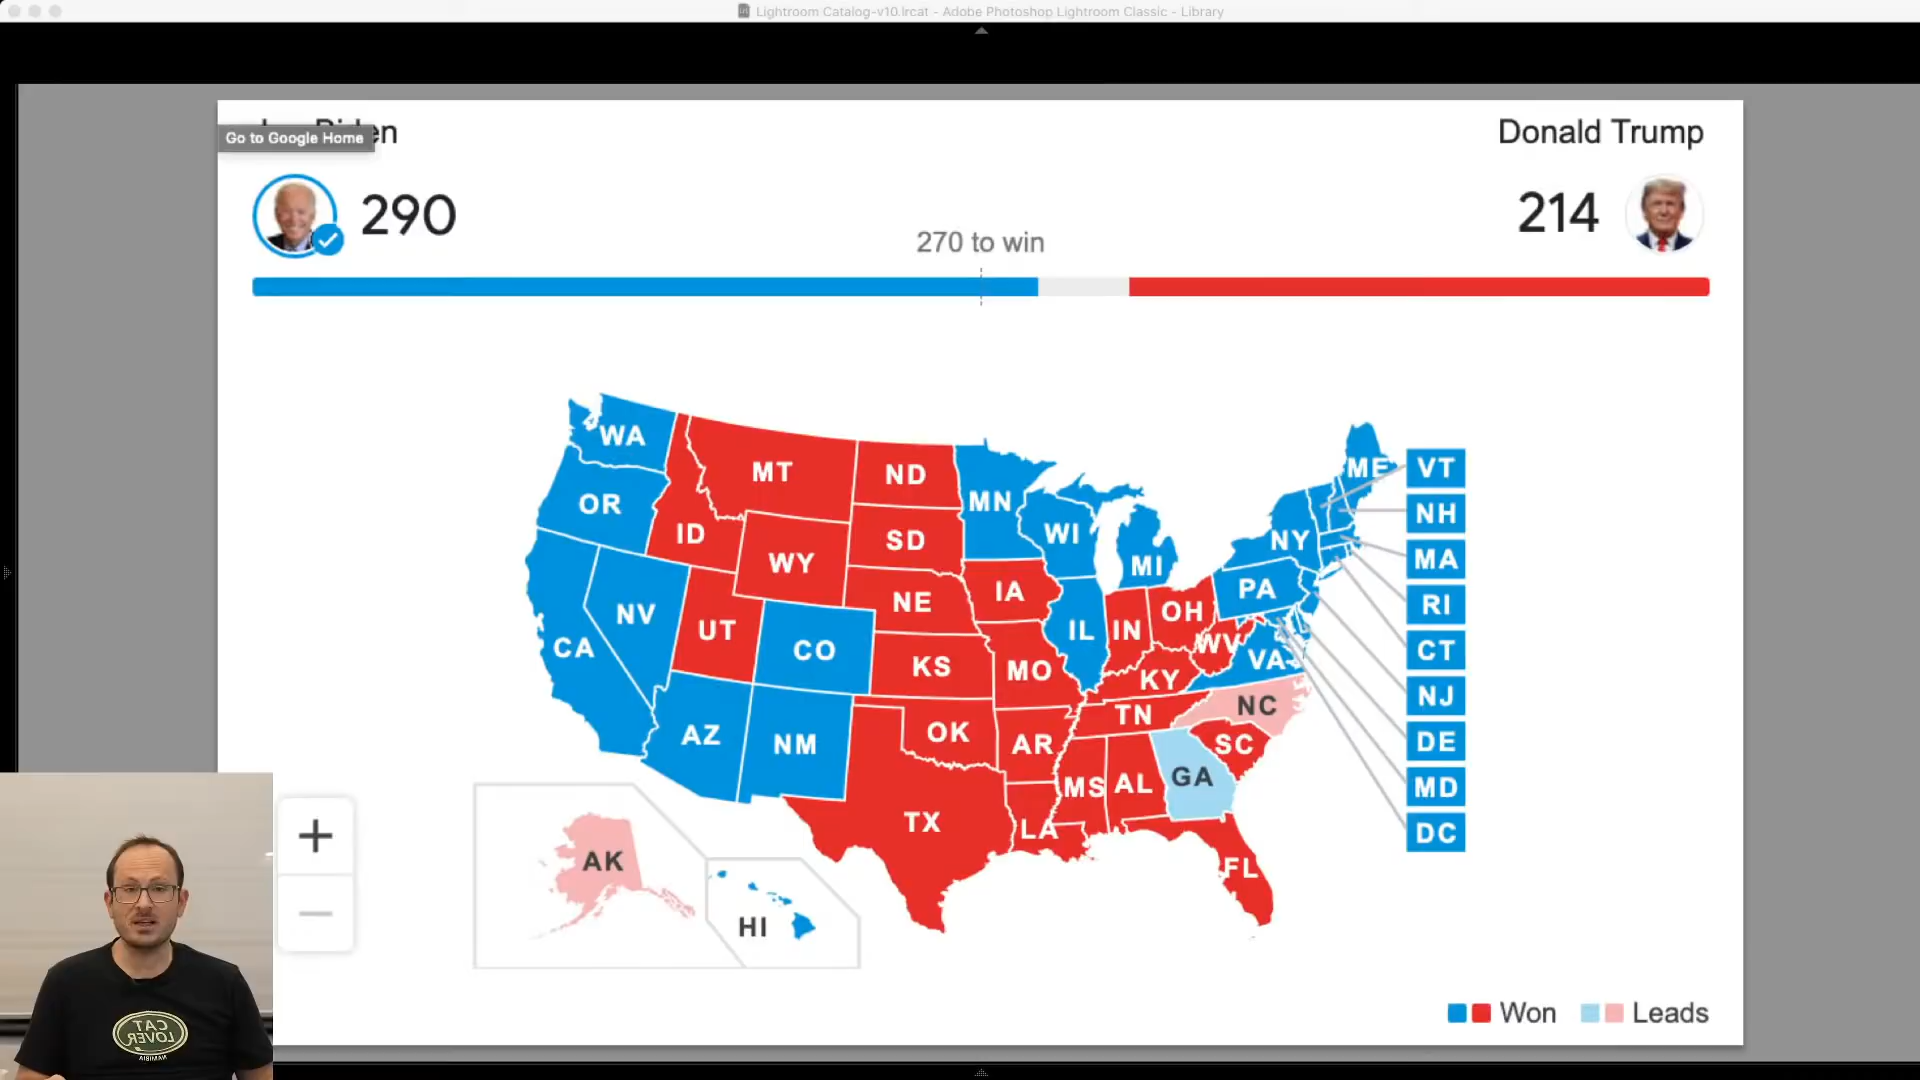 Lightroom Catalog-v10.lrcat - Adobe Photoshop Lightroom Classic - Library
Go to Google Home
Donald Trump
290
214
270 to win
WA
MT
ND
MN
ME
VT
OR
ID
SD
WI
NY
NH
WY
MI
MA
NE
IA
PA
RI
NV
UT
CO
IL
IN
OH
WV
VA
CT
CA
KS
MO
KY
NJ
AZ
NM
OK
AR
TN
NC
DE
SC
MS
AL
GA
MD
TX
LA
DC
AK
FL
HI
+
CAT
LOVER
NAMIBIA
Won
Leads